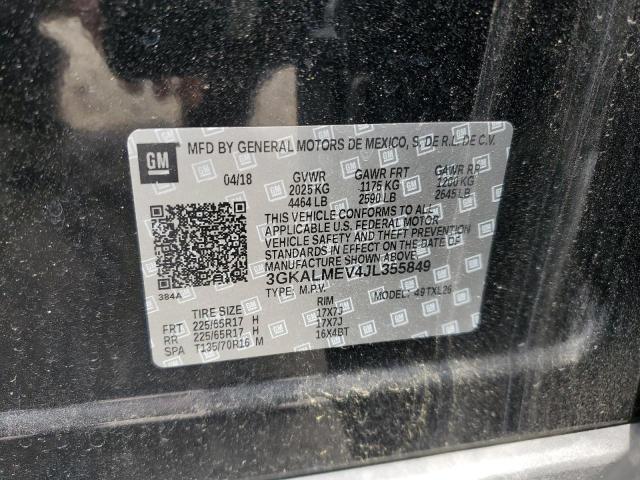 GM
MFD BY GENERAL MOTORS DE MEXICO, S. DE R.L. DE C.V.
04/18 GVWR GAWR FRT GAWR RR
2025 KG 1175 KG 1200 KG
4464 LB 2590 LB 2645 LB
THIS VEHICLE CONFORMS TO ALL
APPLICABLE U.S. FEDERAL MOTOR
VEHICLE SAFETY AND THEFT PREVENTION
STANDARDS IN EFFECT ON THE DATE OF
MANUFACTURE SHOWN ABOVE.
3GKALMEV4JL355849
384A
TYPE: M.P.V. MODEL: 49TXL26
TIRE SIZE RIM
FRT 225/65R17 H 17X7J
RR 225/65R17 H 17X7J
SPA T135/70R16 M 16X4BT